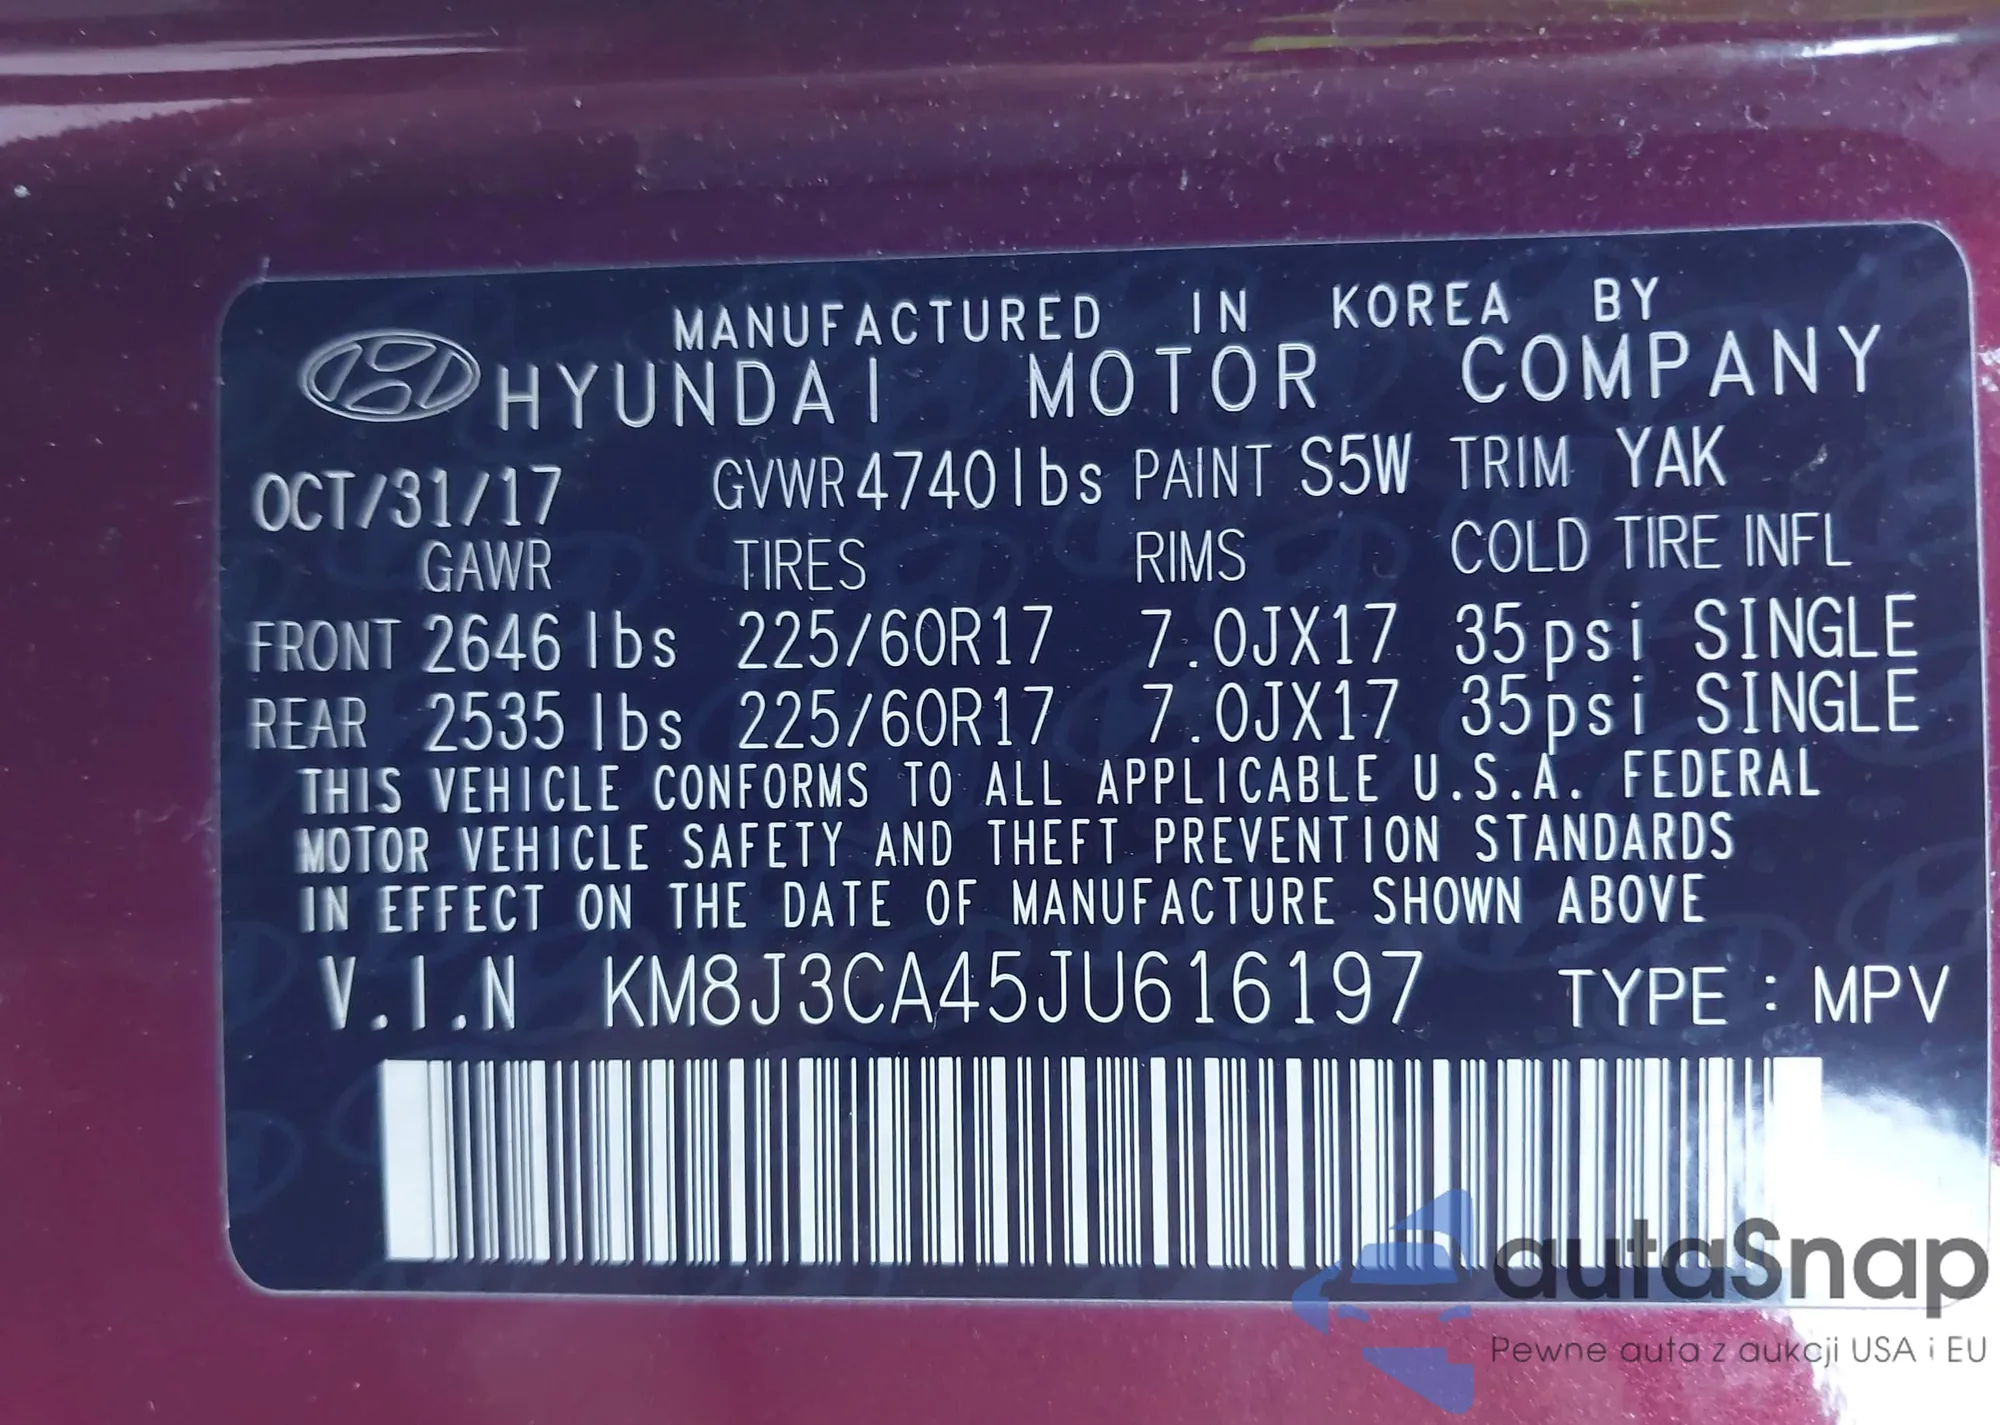 MANUFACTURED IN KOREA BY
HYUNDAI MOTOR COMPANY
OCT/31/17 GVWR 4740lbs PAINT S5W TRIM YAK
GAWR TIRES RIMS COLD TIRE INFL
FRONT 2646 lbs 225/60R17 7.0JX17 35psi SINGLE
REAR 2535 lbs 225/60R17 7.0JX17 35psi SINGLE
THIS VEHICLE CONFORMS TO ALL APPLICABLE U.S.A. FEDERAL
MOTOR VEHICLE SAFETY AND THEFT PREVENTION STANDARDS
IN EFFECT ON THE DATE OF MANUFACTURE SHOWN ABOVE
V.I.N KM8J3CA45JU616197 TYPE : MPV
autaSnap
Pewne auta z aukcji USA i EU